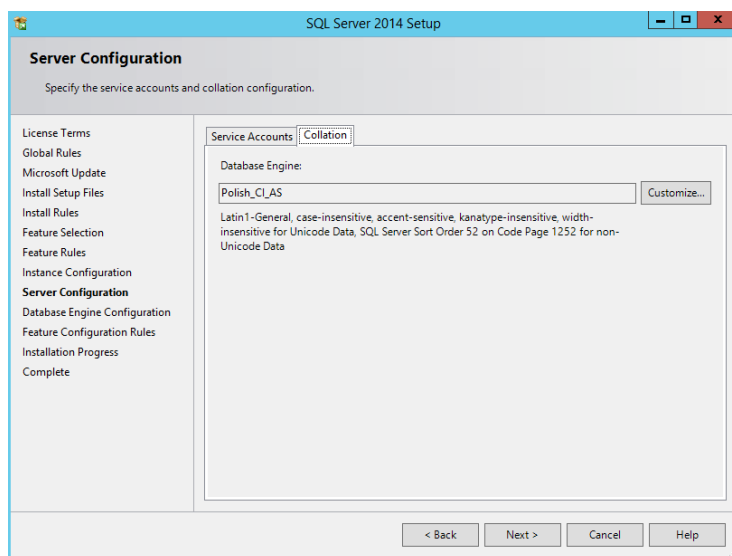 SQL Server 2014 Setup
Server Configuration
Specify the service accounts and collation configuration.
License Terms
Global Rules
Microsoft Update
Install Setup Files
Install Rules
Feature Selection
Feature Rules
Instance Configuration
Server Configuration
Database Engine Configuration
Feature Configuration Rules
Installation Progress
Complete
Service Accounts
Collation
Database Engine:
Polish_CI_AS
Customize...
Latin1-General, case-insensitive, accent-sensitive, kanatype-insensitive, width-
insensitive for Unicode Data, SQL Server Sort Order 52 on Code Page 1252 for non-
Unicode Data
< Back
Next >
Cancel
Help